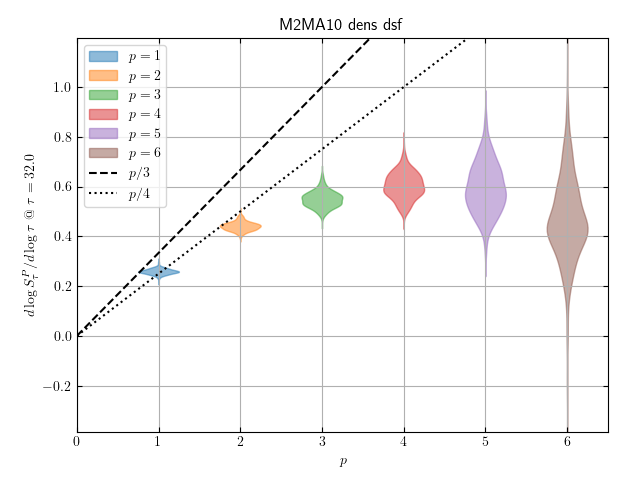 M2MA10 dens dsf
p = 1
p = 2
p = 3
p = 4
p = 5
p = 6
p/3
p/4
d log S_τ^P / d log τ @ τ = 32.0
1.0
0.8
0.6
0.4
0.2
0.0
−0.2
0 1 2 3 4 5 6
p